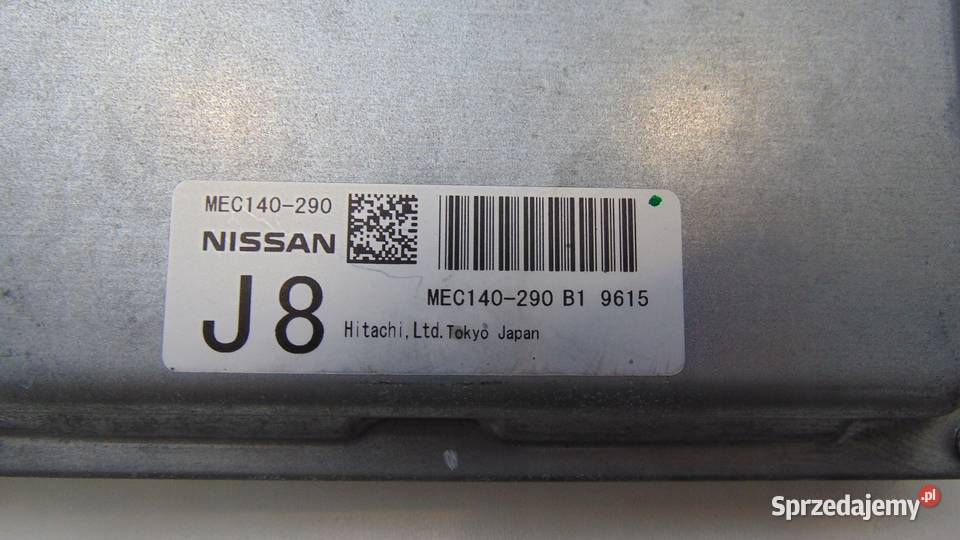 MEC140-290
NISSAN
J8
MEC140-290 B1 9615
Hitachi,Ltd.Tokyo Japan
Sprzedajemy.pl